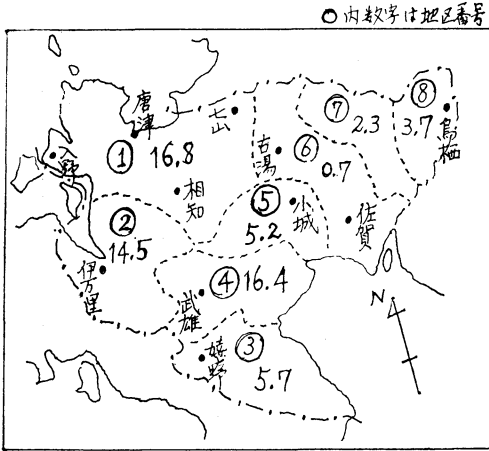 ○内数字は地区番号
唐津
七山
⑦
2.3
⑧
3.7
鳥栖
古湯
⑥
0.7
① 16.8
相知
⑤
5.2
小城
佐賀
②
14.5
伊万里
④ 16.4
武雄
N
嬉野
③
5.7